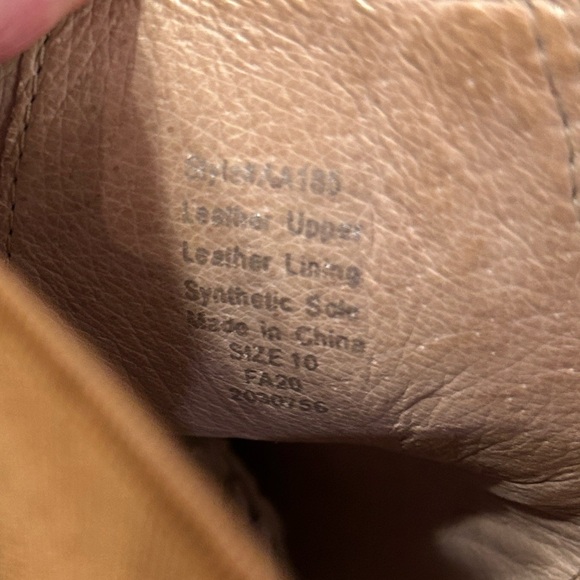 Leather Upper
Leather Lining
Synthetic Sole
Made in China
SIZE 10
FA20